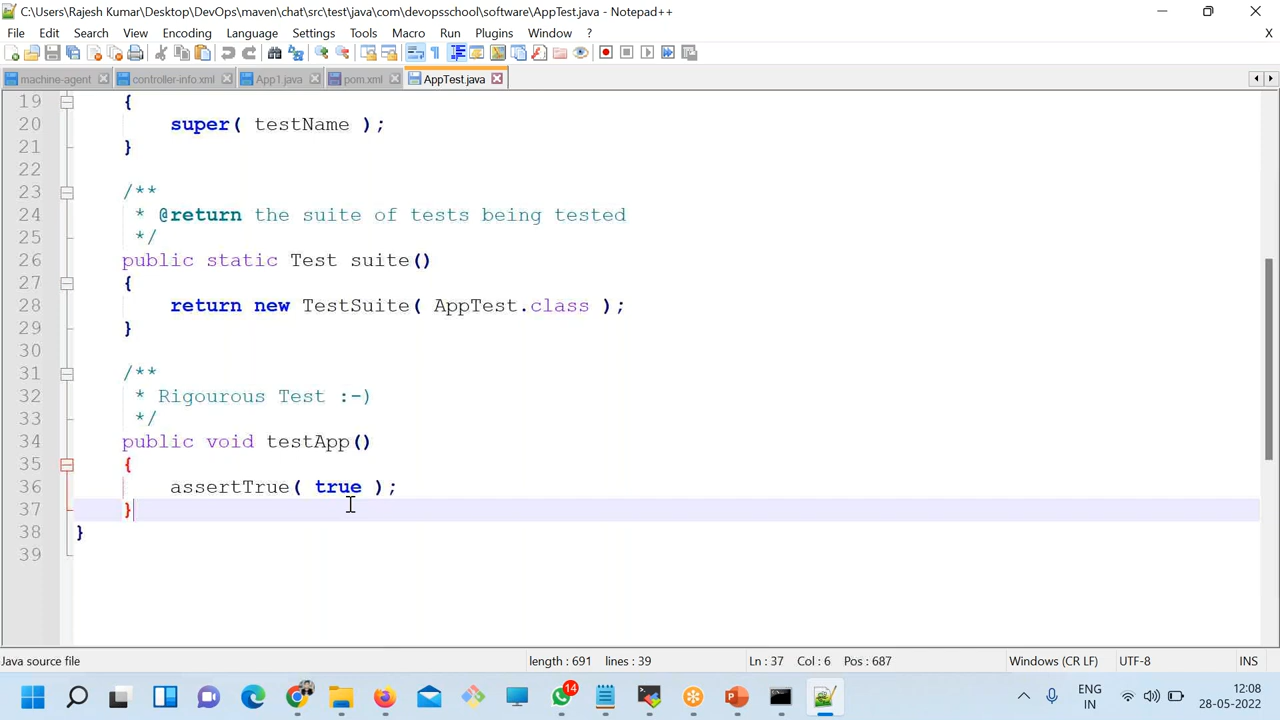 C:\Users\Rajesh Kumar\Desktop\DevOps\maven\chat\src\test\java\com\devopsschool\software\AppTest.java - Notepad++
File Edit Search View Encoding Language Settings Tools Macro Run Plugins Window ? X
machine-agent controller-info.xml App1.java pom.xml AppTest.java
19 {
20 super( testName );
21 }
22
23 /**
24 * @return the suite of tests being tested
25 */
26 public static Test suite()
27 {
28 return new TestSuite( AppTest.class );
29 }
30
31 /**
32 * Rigourous Test :-)
33 */
34 public void testApp()
35 {
36 assertTrue( true );
37 }
38 }
39
Java source file length : 691 lines : 39 Ln : 37 Col : 6 Pos : 687 Windows (CR LF) UTF-8 INS
14
ENG 12:08
IN 28-05-2022